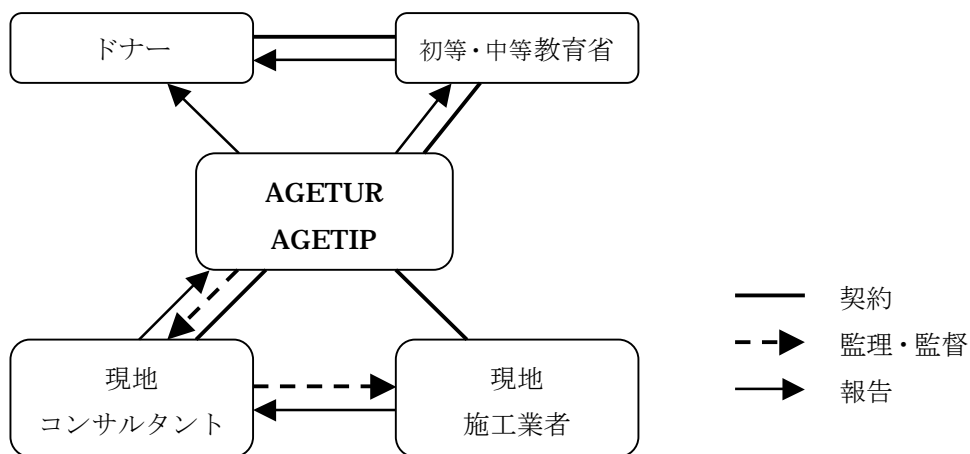 ドナー
初等・中等教育省
AGETUR
AGETIP
現地
コンサルタント
現地
施工業者
契約
監理・監督
報告